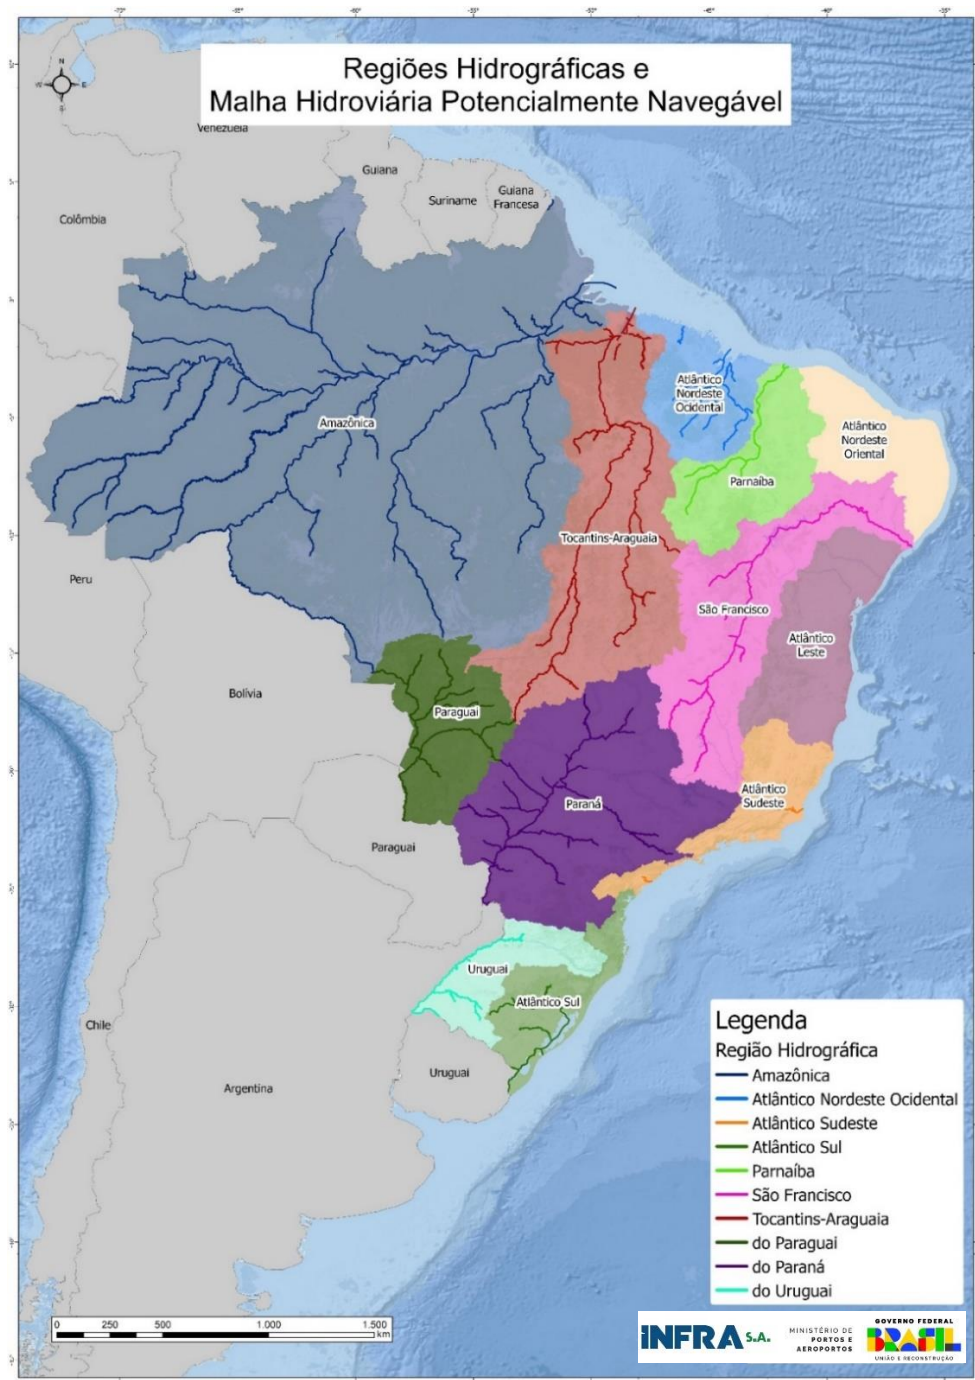 Regiões Hidrográficas e
Malha Hidroviária Potencialmente Navegável
N
E
S
Venezuela
Guiana
Suriname
Guiana
Francesa
Colômbia
Atlântico
Nordeste
Ocidental
Amazônica
Atlântico
Nordeste
Oriental
Parnaíba
Tocantins-Araguaia
Peru
São Francisco
Atlântico
Leste
Bolívia
Paraguai
Atlântico
Sudeste
Paraná
Paraguai
Uruguai
Atlântico Sul
Chile
Uruguai
Argentina
Legenda
Região Hidrográfica
Amazônica
Atlântico Nordeste Ocidental
Atlântico Sudeste
Atlântico Sul
Parnaíba
São Francisco
Tocantins-Araguaia
do Paraguai
do Paraná
do Uruguai
0 250 500 1.000 1.500
km
INFRA S.A.
MINISTÉRIO DE
PORTOS E
AEROPORTOS
GOVERNO FEDERAL
BRASIL
UNIÃO E RECONSTRUÇÃO